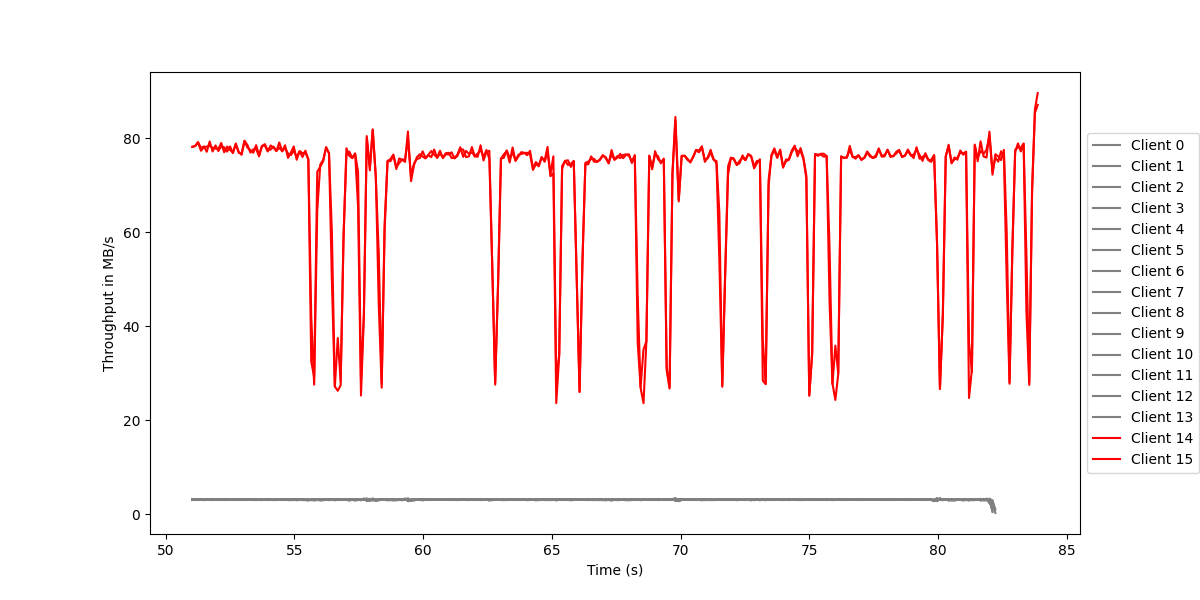 Throughput in MB/s
80
60
40
20
0
50
55
60
65
70
75
80
85
Time (s)
Client 0
Client 1
Client 2
Client 3
Client 4
Client 5
Client 6
Client 7
Client 8
Client 9
Client 10
Client 11
Client 12
Client 13
Client 14
Client 15